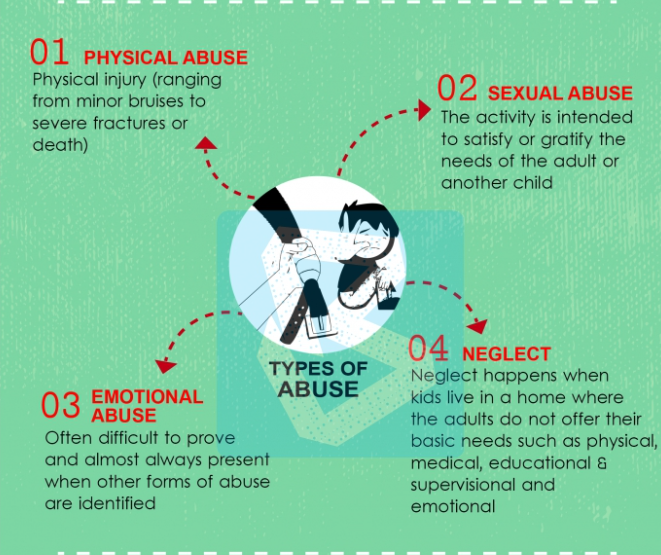 01 PHYSICAL ABUSE
Physical injury (ranging
from minor bruises to
severe fractures or
death)
02 SEXUAL ABUSE
The activity is intended
to satisfy or gratify the
needs of the adult or
another child
TYPES OF
ABUSE
03 EMOTIONAL
ABUSE
Often difficult to prove
and almost always present
when other forms of abuse
are identified
04 NEGLECT
Neglect happens when
kids live in a home where
the adults do not offer their
basic needs such as physical,
medical, educational &
supervisional and
emotional